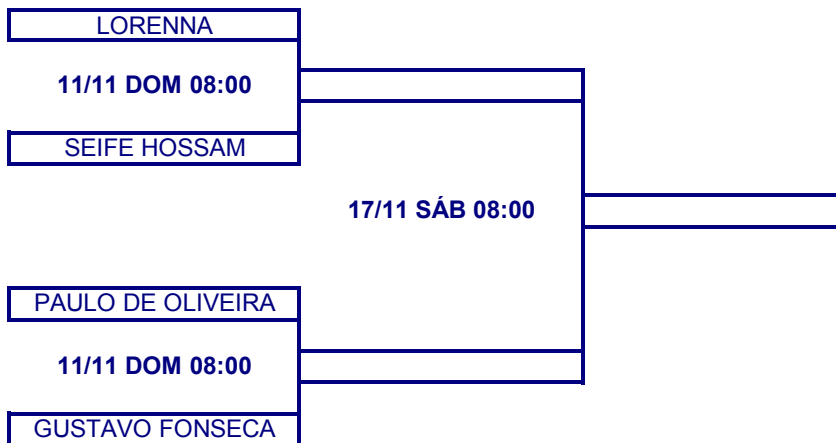 LORENNA
11/11 DOM 08:00
SEIFE HOSSAM
17/11 SÁB 08:00
PAULO DE OLIVEIRA
11/11 DOM 08:00
GUSTAVO FONSECA